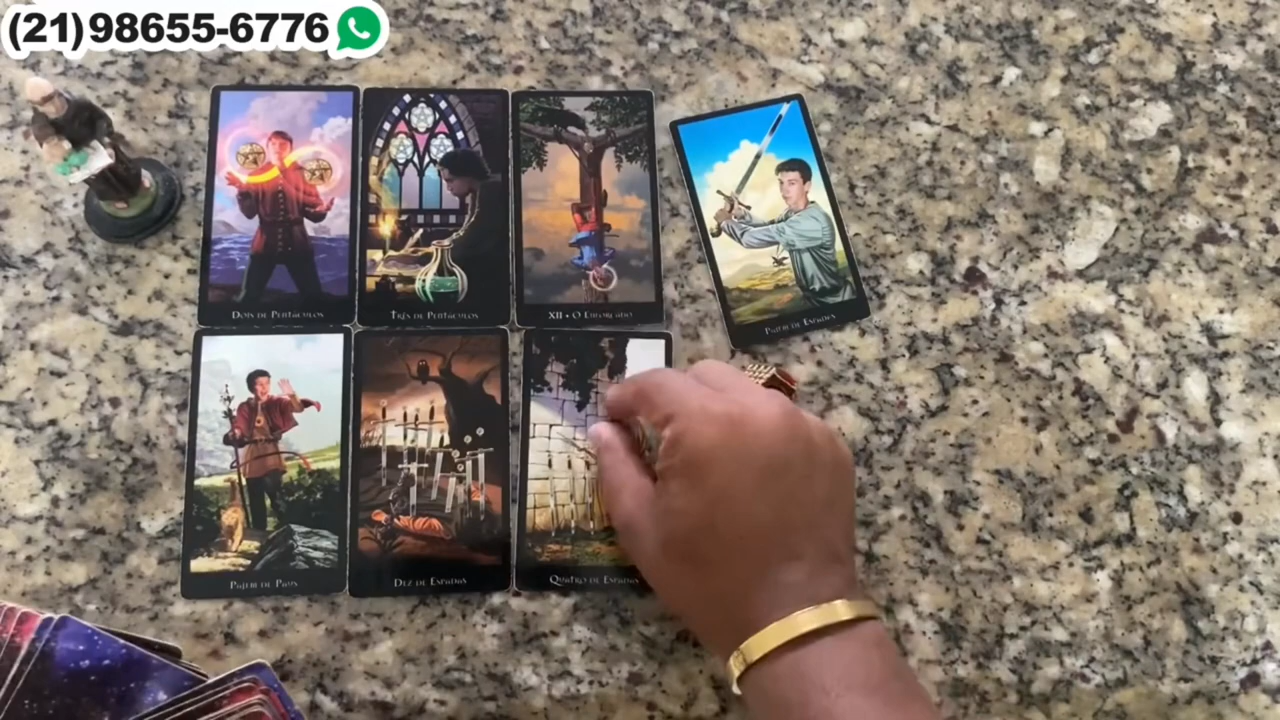 (21)98655-6776
DOIS DE PENTÁCULOS
TRÊS DE PENTÁCULOS
XII • O ENFORCADO
PAJEM DE ESPADAS
PAJEM DE PAUS
DEZ DE ESPADAS
QUATRO DE ESPADAS